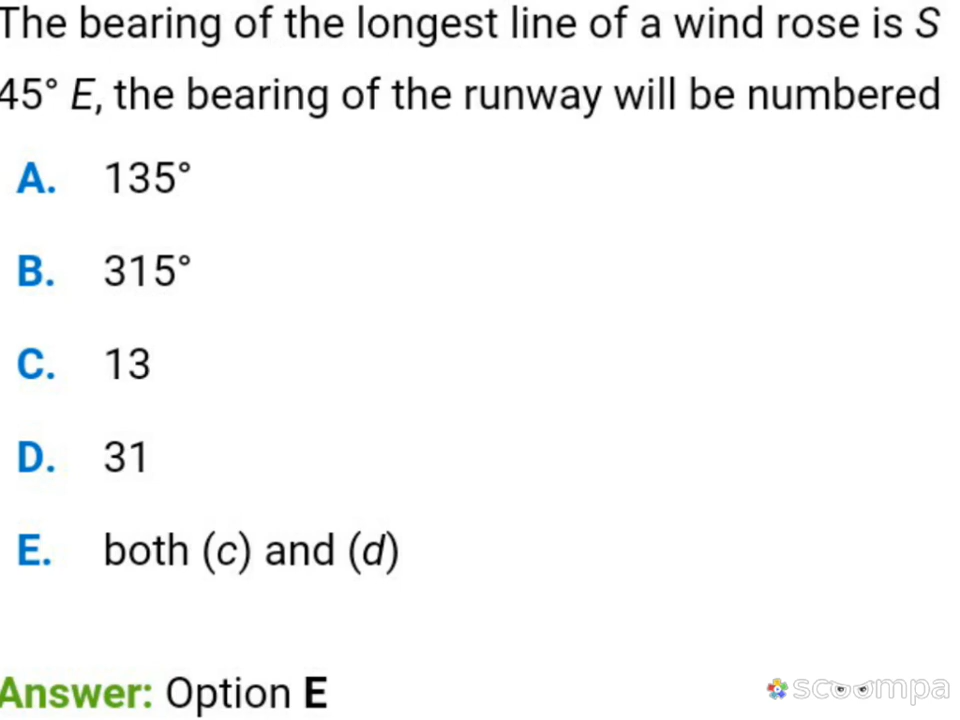 The bearing of the longest line of a wind rose is S
45° E, the bearing of the runway will be numbered
A. 135°
B. 315°
C. 13
D. 31
E. both (c) and (d)
Answer: Option E
scoompa